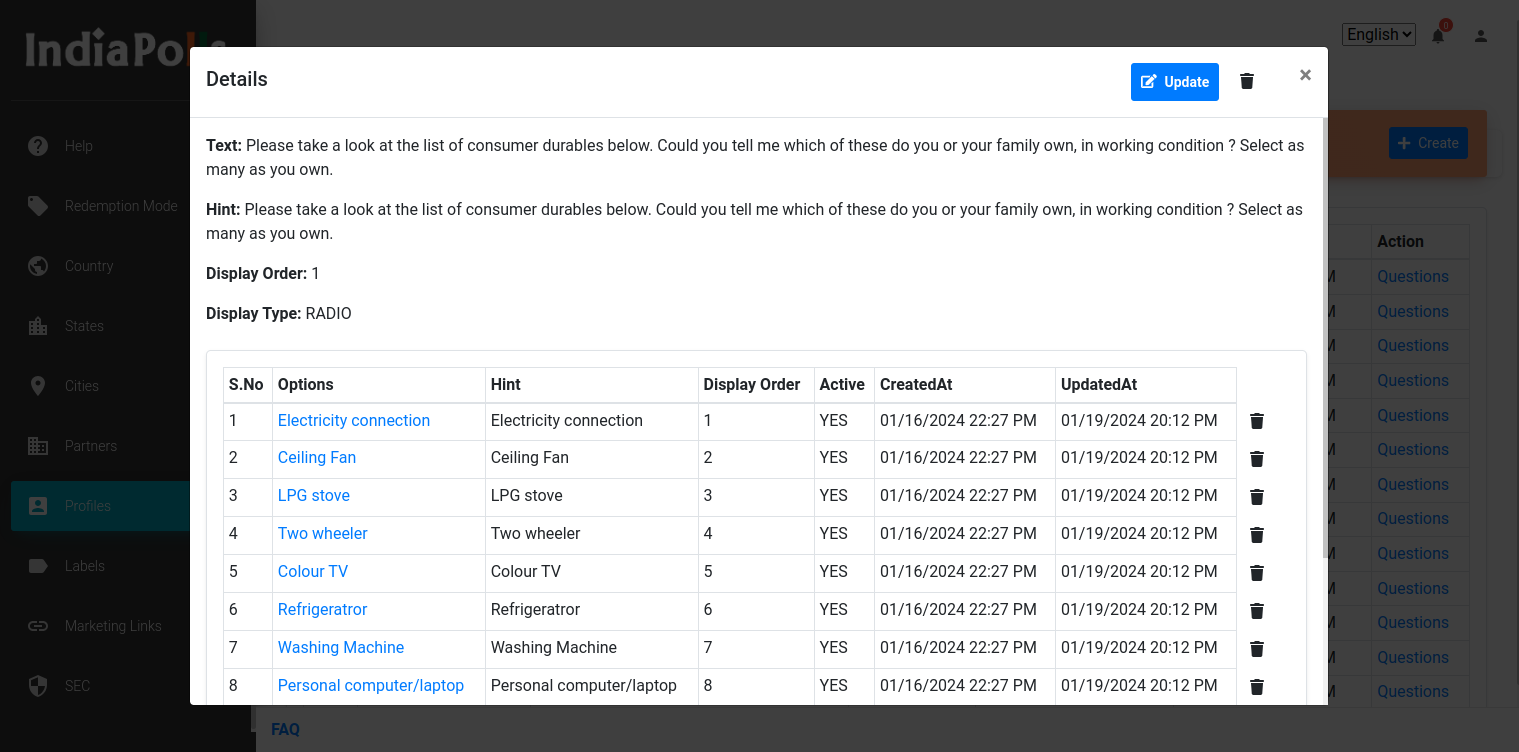 IndiaPolls
English
0
Help
Redemption Mode
Country
States
Cities
Partners
Profiles
Labels
Marketing Links
SEC
Details
Update
×
Text: Please take a look at the list of consumer durables below. Could you tell me which of these do you or your family own, in working condition ? Select as
many as you own.
Hint: Please take a look at the list of consumer durables below. Could you tell me which of these do you or your family own, in working condition ? Select as
many as you own.
Display Order: 1
Display Type: RADIO
S.No Options Hint Display Order Active CreatedAt UpdatedAt
1 Electricity connection Electricity connection 1 YES 01/16/2024 22:27 PM 01/19/2024 20:12 PM
2 Ceiling Fan Ceiling Fan 2 YES 01/16/2024 22:27 PM 01/19/2024 20:12 PM
3 LPG stove LPG stove 3 YES 01/16/2024 22:27 PM 01/19/2024 20:12 PM
4 Two wheeler Two wheeler 4 YES 01/16/2024 22:27 PM 01/19/2024 20:12 PM
5 Colour TV Colour TV 5 YES 01/16/2024 22:27 PM 01/19/2024 20:12 PM
6 Refrigeratror Refrigeratror 6 YES 01/16/2024 22:27 PM 01/19/2024 20:12 PM
7 Washing Machine Washing Machine 7 YES 01/16/2024 22:27 PM 01/19/2024 20:12 PM
8 Personal computer/laptop Personal computer/laptop 8 YES 01/16/2024 22:27 PM 01/19/2024 20:12 PM
+ Create
Action
Questions
Questions
Questions
Questions
Questions
Questions
Questions
Questions
Questions
Questions
Questions
Questions
Questions
FAQ